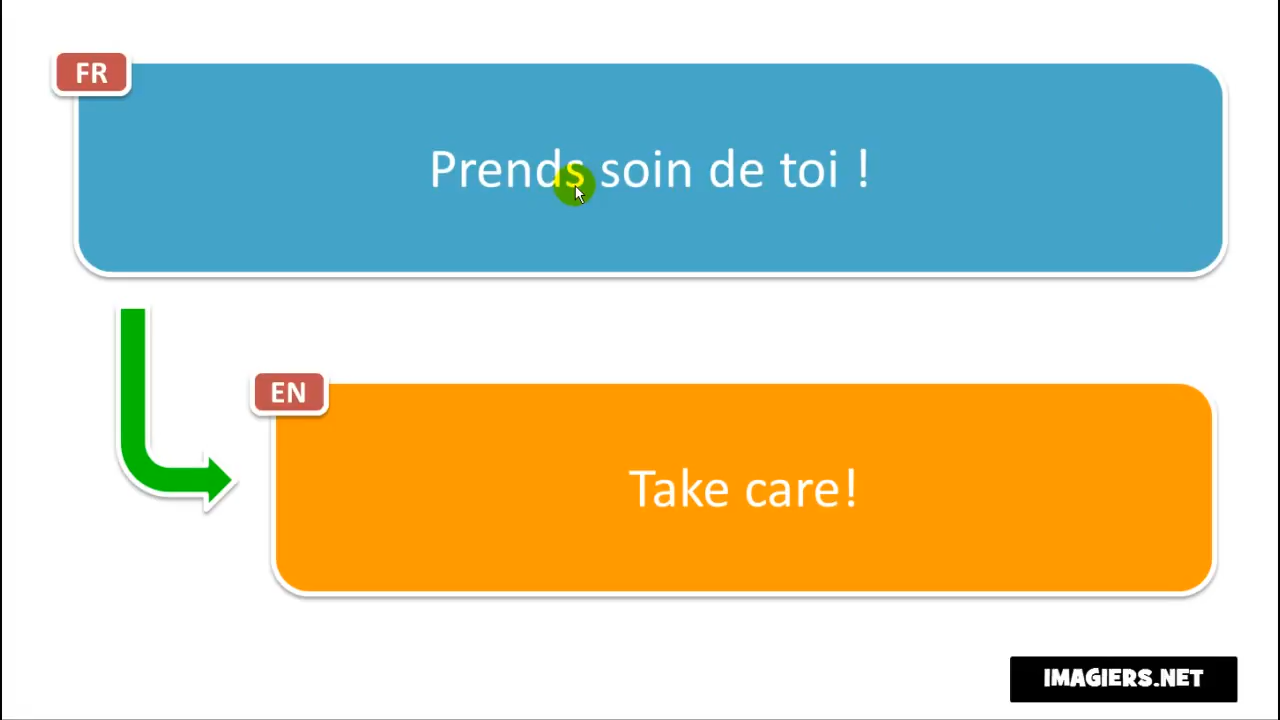 FR
Prends soin de toi !
EN
Take care!
IMAGIERS.NET